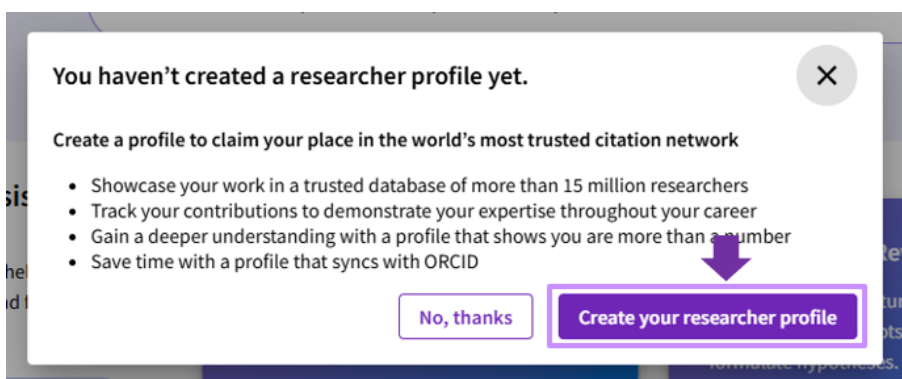 You haven't created a researcher profile yet.
Create a profile to claim your place in the world's most trusted citation network
• Showcase your work in a trusted database of more than 15 million researchers
• Track your contributions to demonstrate your expertise throughout your career
• Gain a deeper understanding with a profile that shows you are more than a number
• Save time with a profile that syncs with ORCID
No, thanks
Create your researcher profile
formulate hypotheses.